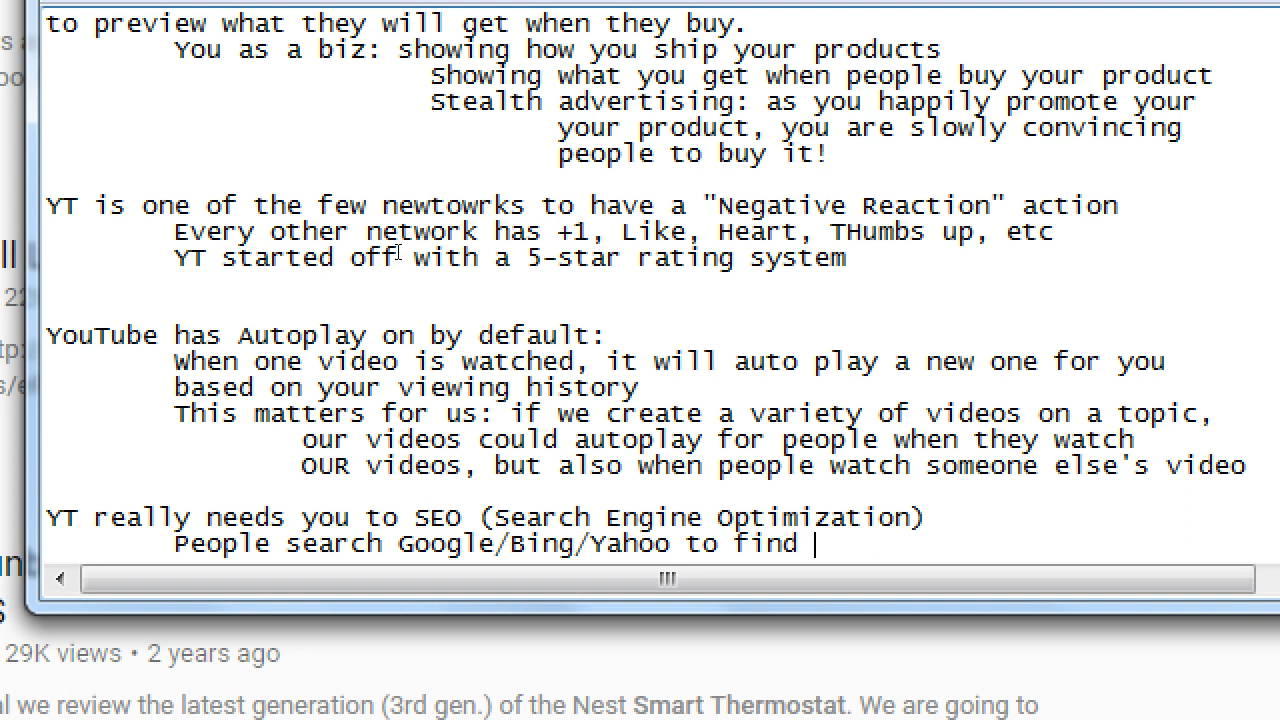 to preview what they will get when they buy.
You as a biz: showing how you ship your products
Showing what you get when people buy your product
Stealth advertising: as you happily promote your
your product, you are slowly convincing
people to buy it!
YT is one of the few newtowrks to have a "Negative Reaction" action
Every other network has +1, Like, Heart, THumbs up, etc
YT started off with a 5-star rating system
YouTube has Autoplay on by default:
When one video is watched, it will auto play a new one for you
based on your viewing history
This matters for us: if we create a variety of videos on a topic,
our videos could autoplay for people when they watch
OUR videos, but also when people watch someone else's video
YT really needs you to SEO (Search Engine Optimization)
People search Google/Bing/Yahoo to find
29K views • 2 years ago
we review the latest generation (3rd gen.) of the Nest Smart Thermostat. We are going to